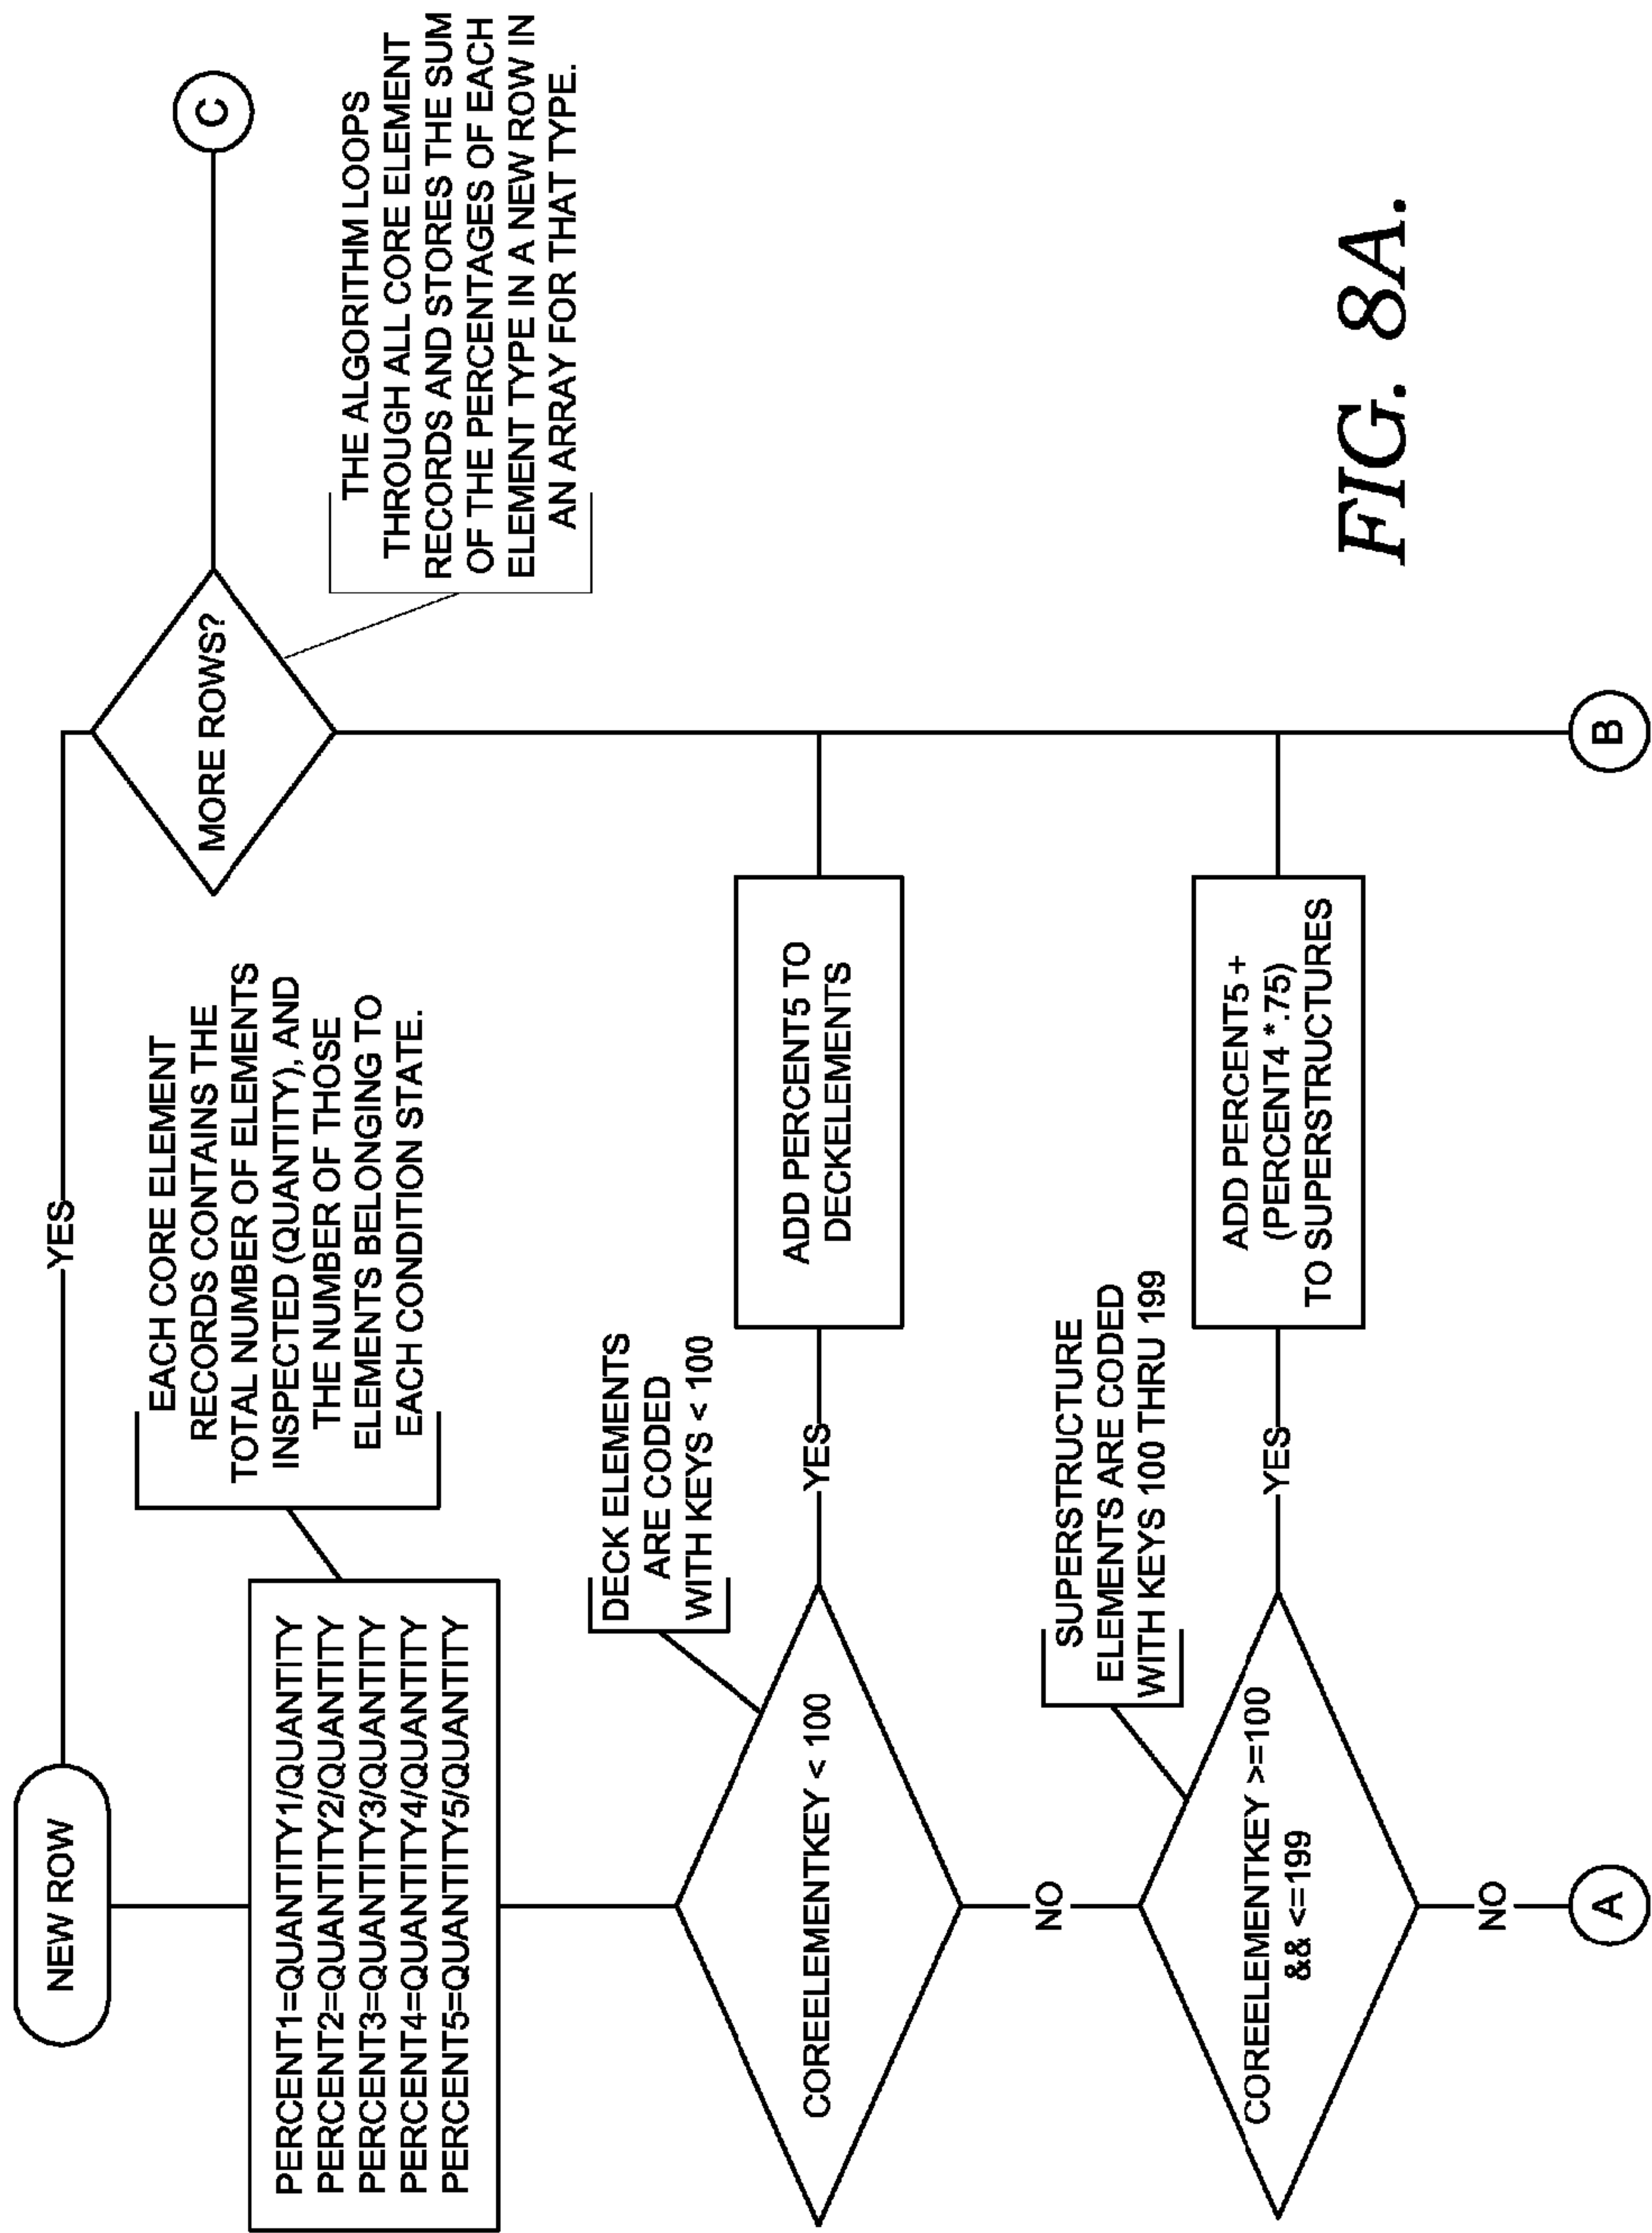 NEW ROW
YES
MORE ROWS?
C
PERCENT1=QUANTITY1/QUANTITY
PERCENT2=QUANTITY2/QUANTITY
PERCENT3=QUANTITY3/QUANTITY
PERCENT4=QUANTITY4/QUANTITY
PERCENT5=QUANTITY5/QUANTITY
EACH CORE ELEMENT
RECORDS CONTAINS THE
TOTAL NUMBER OF ELEMENTS
INSPECTED (QUANTITY), AND
THE NUMBER OF THOSE
ELEMENTS BELONGING TO
EACH CONDITION STATE.
THE ALGORITHM LOOPS
THROUGH ALL CORE ELEMENT
RECORDS AND STORES THE SUM
OF THE PERCENTAGES OF EACH
ELEMENT TYPE IN A NEW ROW IN
AN ARRAY FOR THAT TYPE.
DECK ELEMENTS
ARE CODED
WITH KEYS < 100
COREELEMENTKEY < 100
YES
ADD PERCENT5 TO
DECKELEMENTS
NO
SUPERSTRUCTURE
ELEMENTS ARE CODED
WITH KEYS 100 THRU 199
COREELEMENTKEY >=100
&& <=199
YES
ADD PERCENT5 +
(PERCENT4 *.75)
TO SUPERSTRUCTURES
NO
A
B
FIG. 8A.